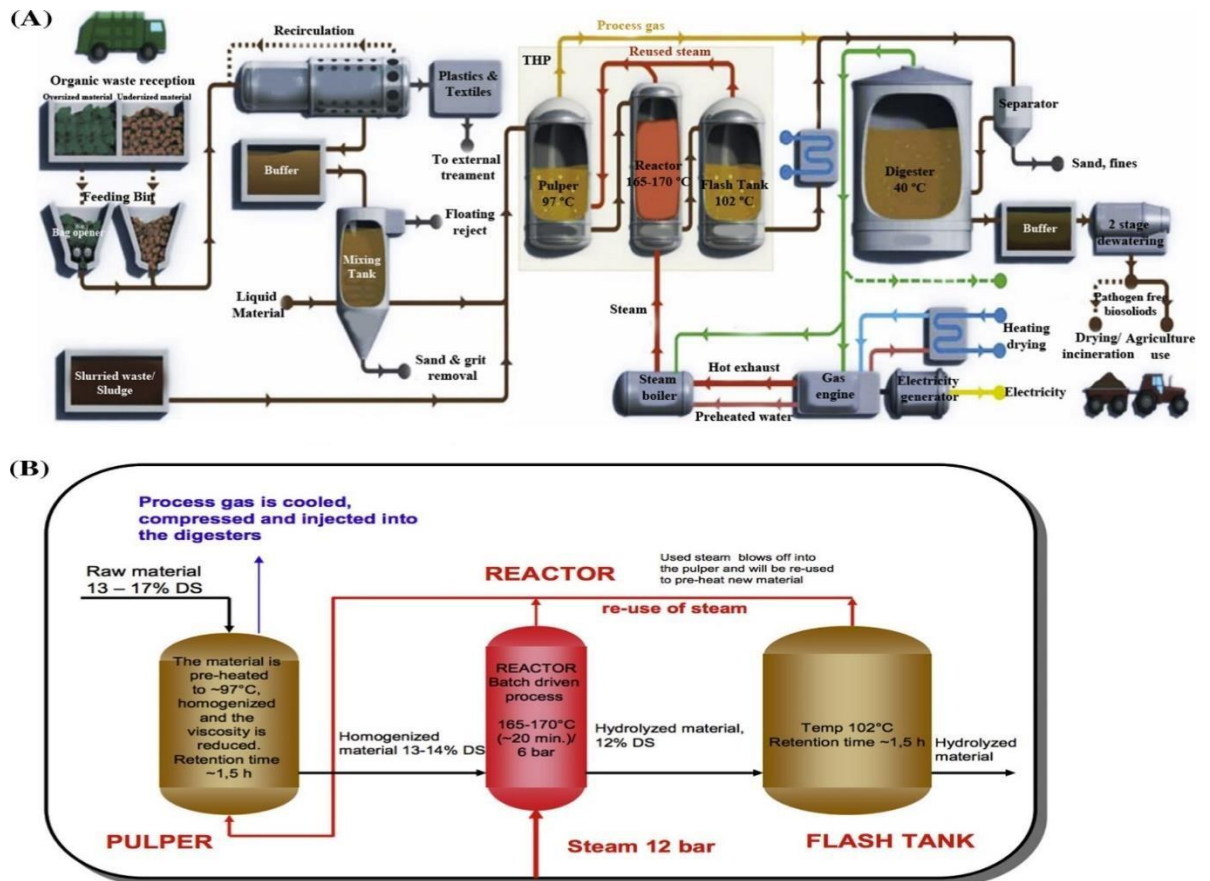 (A)
Process gas
Recirculation
Reused steam
THP
Organic waste reception
Oversized material Undersized material
Plastics &
Textiles
Separator
To external
treament
Sand, fines
Buffer
Pulper
97 °C
Reactor
165-170 °C
Flash Tank
102 °C
Digester
40 °C
Feeding Bin
Bag opener
Floating
reject
Mixing
Tank
Buffer
2 stage
dewatering
Liquid
Material
Steam
Pathogen free
biosoliods
Sand & grit
removal
Heating
drying
Drying/
incineration
Agriculture
use
Slurried waste/
Sludge
Hot exhaust
Steam
boiler
Gas
engine
Electricity
generator
Electricity
Preheated water
(B)
Process gas is cooled,
compressed and injected into
the digesters
Raw material
13 – 17% DS
REACTOR
Used steam blows off into
the pulper and will be re-used
to pre-heat new material
re-use of steam
The material is
pre-heated
to ~97°C,
homogenized
and the
viscosity is
reduced.
Retention time
~1,5 h
Homogenized
material 13-14% DS
REACTOR
Batch driven
process
165-170°C
(~20 min.)/
6 bar
Hydrolyzed material,
12% DS
Temp 102°C
Retention time ~1,5 h
Hydrolyzed
material
PULPER
Steam 12 bar
FLASH TANK